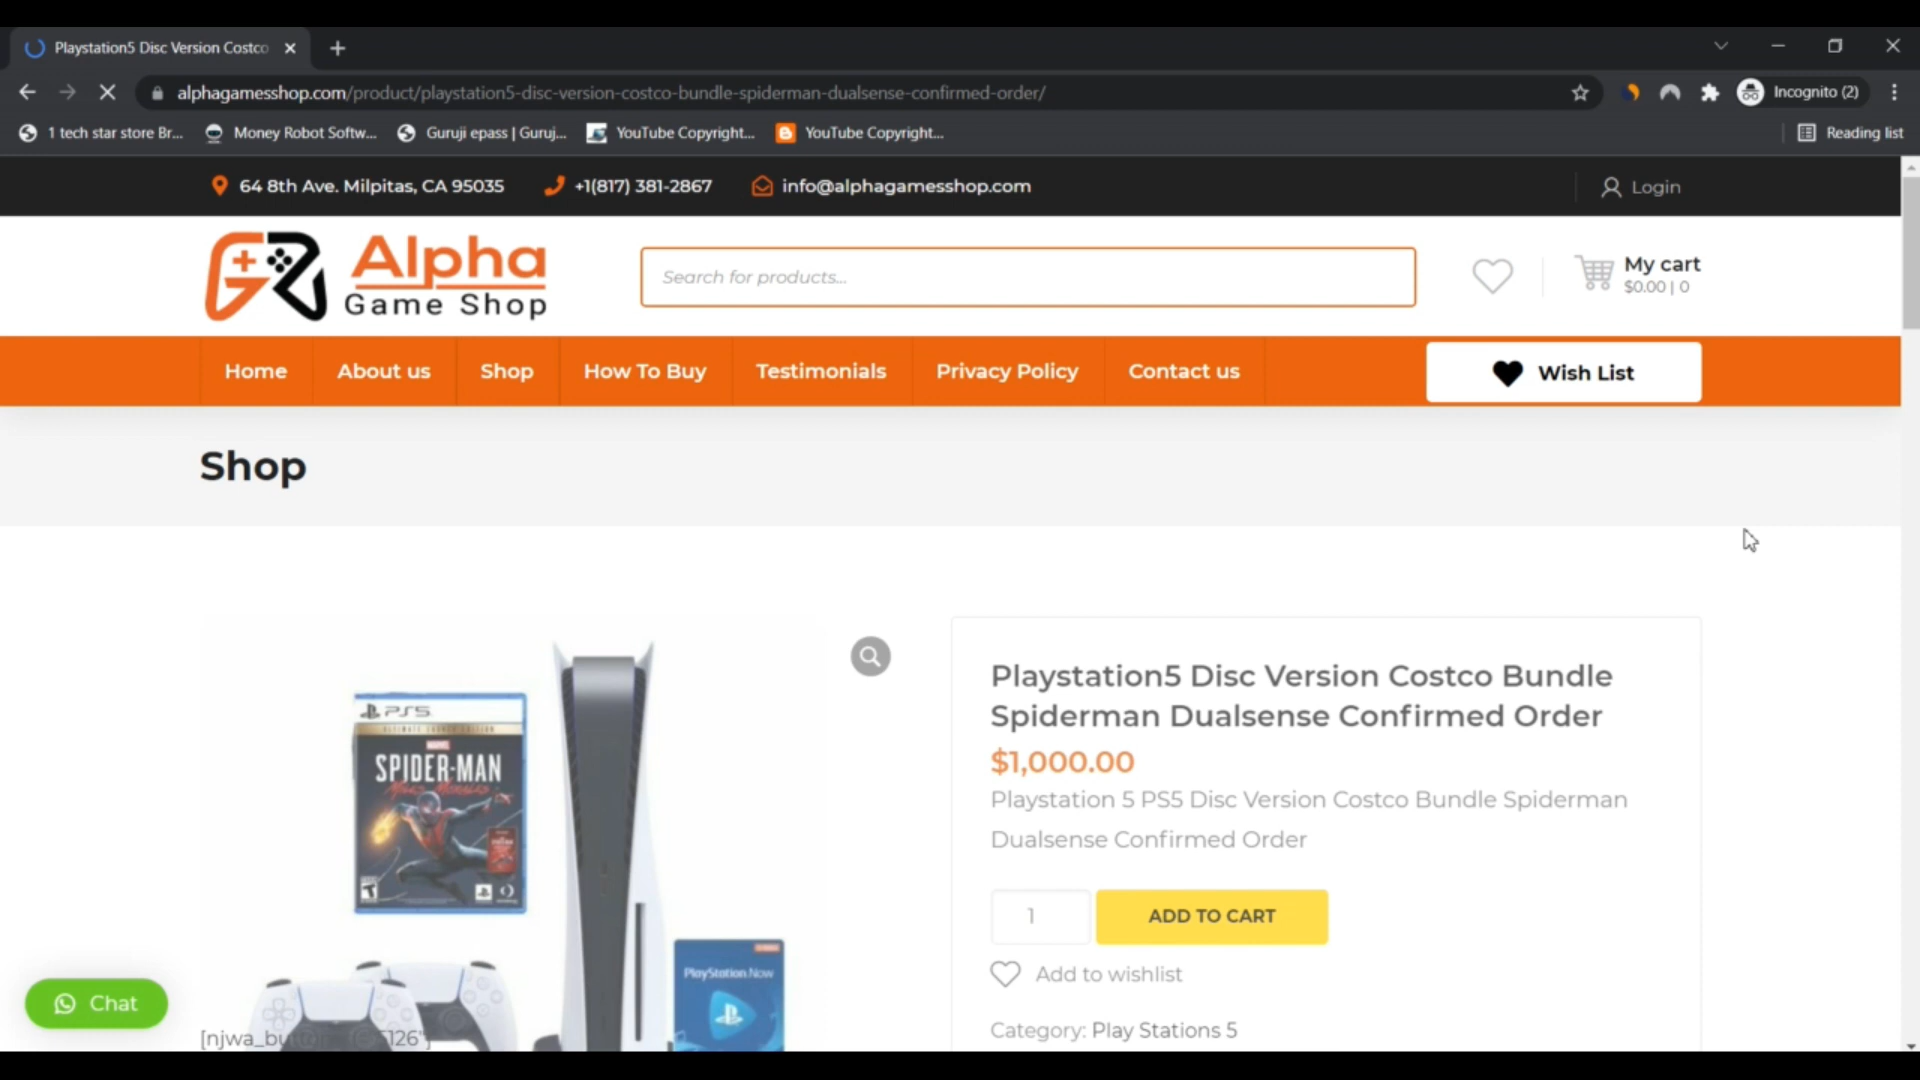 Playstation5 Disc Version Costco
alphagamesshop.com/product/playstation5-disc-version-costco-bundle-spiderman-dualsense-confirmed-order/
Incognito (2)
1 tech star store Br...
Money Robot Softw...
Guruji epass | Guruj...
YouTube Copyright...
YouTube Copyright...
Reading list
64 8th Ave. Milpitas, CA 95035
+1(817) 381-2867
info@alphagamesshop.com
Login
Alpha
Game Shop
Search for products...
My cart
$0.00 | 0
Home
About us
Shop
How To Buy
Testimonials
Privacy Policy
Contact us
Wish List
Shop
PS5
ULTIMATE LAUNCH EDITION
MARVEL
SPIDER-MAN
MILES MORALES
T
PlayStation Now
Playstation5 Disc Version Costco Bundle
Spiderman Dualsense Confirmed Order
$1,000.00
Playstation 5 PS5 Disc Version Costco Bundle Spiderman
Dualsense Confirmed Order
1
ADD TO CART
Add to wishlist
Category: Play Stations 5
Chat